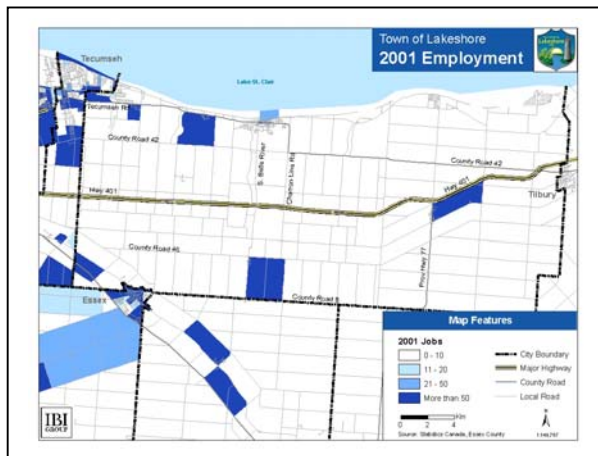 Town of Lakeshore
2001 Employment
Lakeshore
Tecumseh
Lake St. Clair
Tecumseh Rd
County Road 42
S. Belle River
Charron Line Rd
County Road 42
Hwy 401
Hwy 401
Tilbury
County Road 46
Prov Hwy 77
Essex
County Road 8
Map Features
2001 Jobs
0 - 10
11 - 20
21 - 50
More than 50
City Boundary
Major Highway
County Road
Local Road
0 2 4 Km
Source: Statistics Canada, Essex County
IBI
GROUP